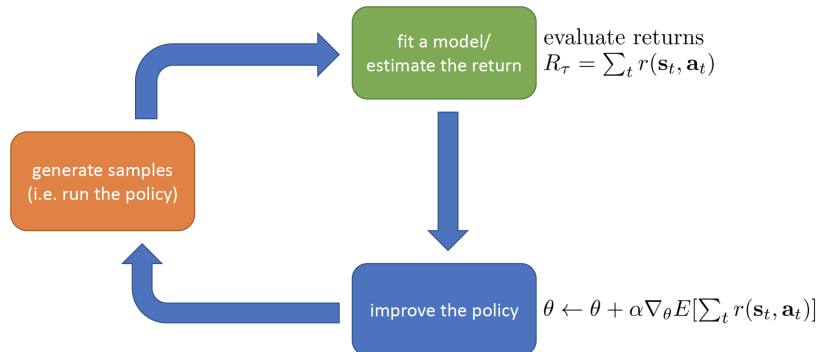 fit a model/
estimate the return
evaluate returns
R_τ = ∑_t r(s_t, a_t)
generate samples
(i.e. run the policy)
improve the policy
θ ← θ + α∇_θ E[∑_t r(s_t, a_t)]